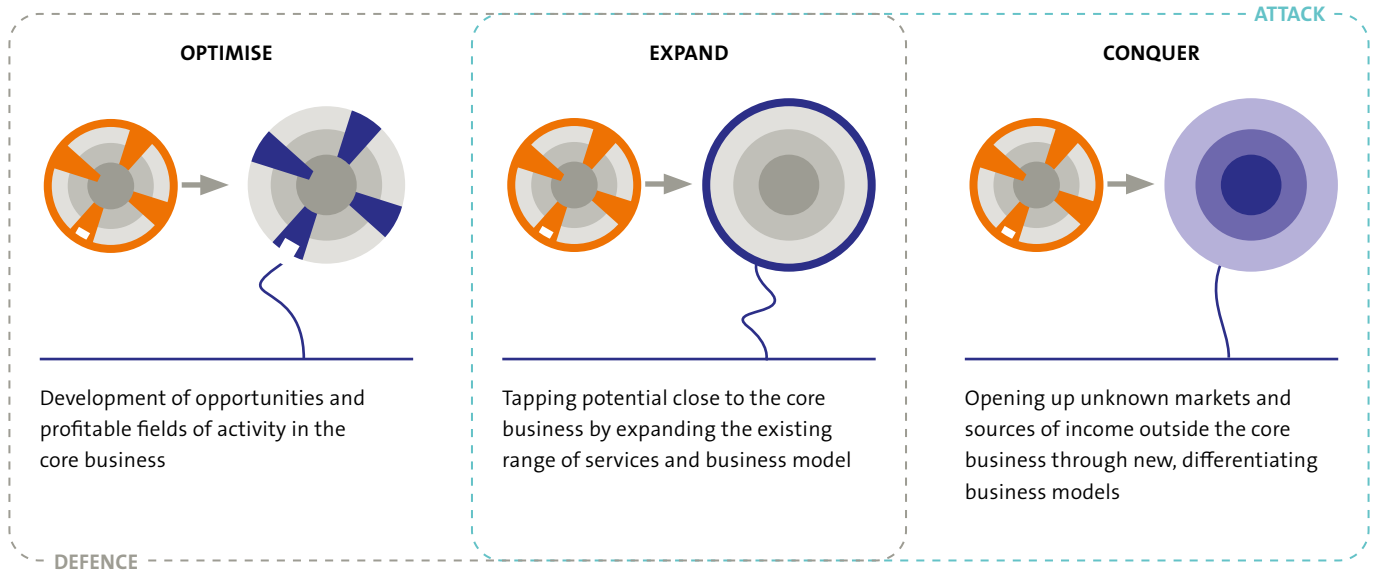 ATTACK
OPTIMISE
Development of opportunities and
profitable fields of activity in the
core business
EXPAND
Tapping potential close to the core
business by expanding the existing
range of services and business model
CONQUER
Opening up unknown markets and
sources of income outside the core
business through new, differentiating
business models
DEFENCE